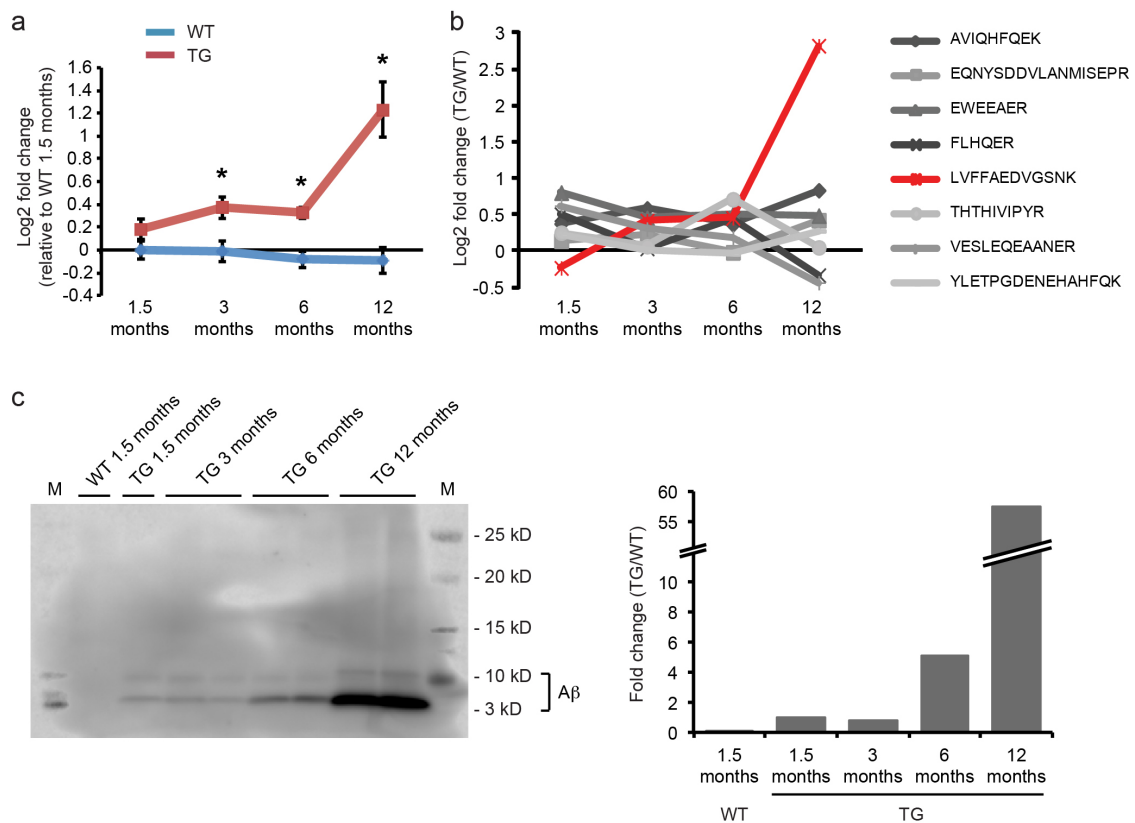 a
WT
TG
Log2 fold change
(relative to WT 1.5 months)
1.6
1.4
1.2
1
0.8
0.6
0.4
0.2
0
-0.2
-0.4
*
*
*
1.5
months
3
months
6
months
12
months
b
Log2 fold change (TG/WT)
3
2.5
2
1.5
1
0.5
0
-0.5
1.5
months
3
months
6
months
12
months
AVIQHFQEK
EQNYSDDVLANMISEPR
EWEEAER
FLHQER
LVFFAEDVGSNK
THTHIVIPYR
VESLEQEAANER
YLETPGDENEHAHFQK
c
M
WT 1.5 months
TG 1.5 months
TG 3 months
TG 6 months
TG 12 months
M
- 25 kD
- 20 kD
- 15 kD
- 10 kD
- 3 kD
Aβ
Fold change (TG/WT)
60
55
10
8
6
4
2
0
1.5
months
1.5
months
3
months
6
months
12
months
WT
TG